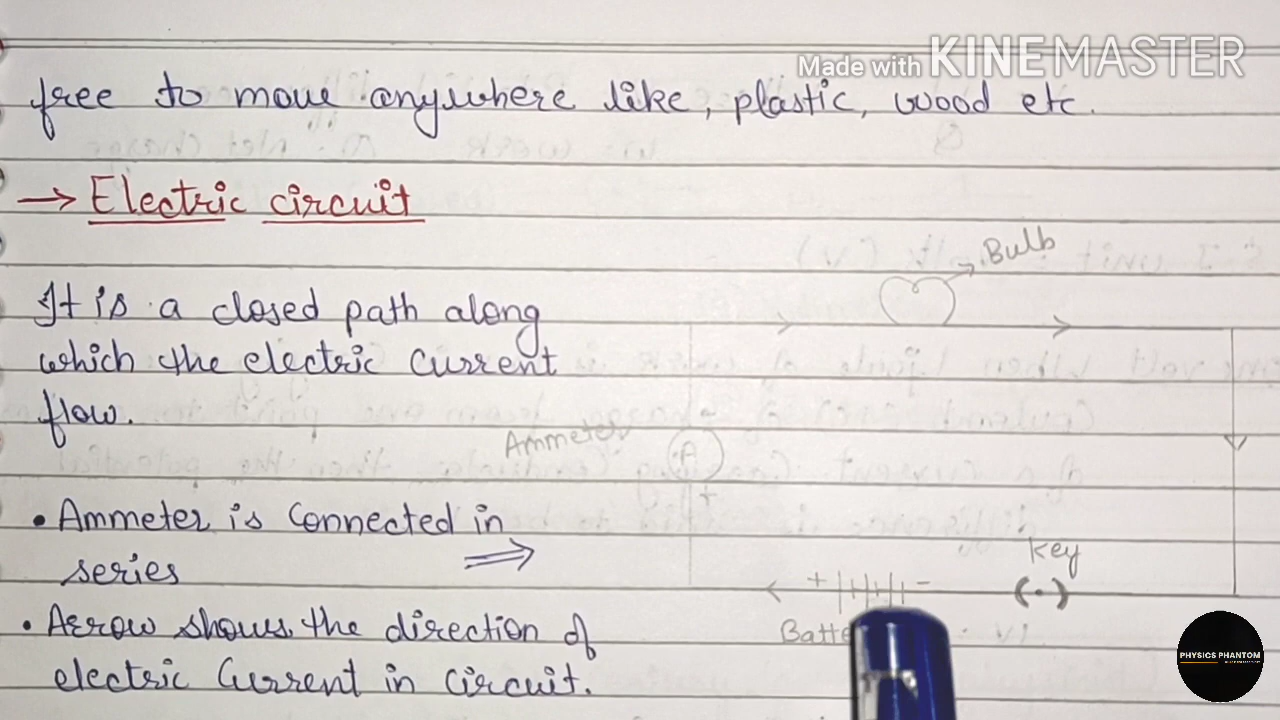 Made with KINEMASTER
free to move anywhere like, plastic, wood etc.
→ Electric circuit
Bulb
It is a closed path along
which the electric current
flow.
Ammeter
A
+
• Ammeter is Connected in
series
Key
+ −
(·)
Batte
• Arrow shows the direction of
electric Current in circuit.
PHYSICS PHANTOM